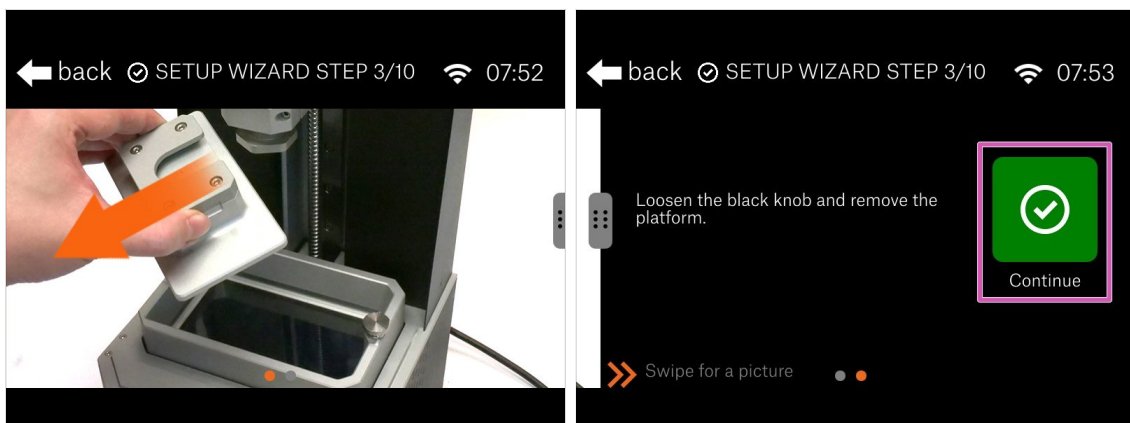 back SETUP WIZARD STEP 3/10 07:52
back SETUP WIZARD STEP 3/10 07:53
Loosen the black knob and remove the
platform.
Continue
Swipe for a picture